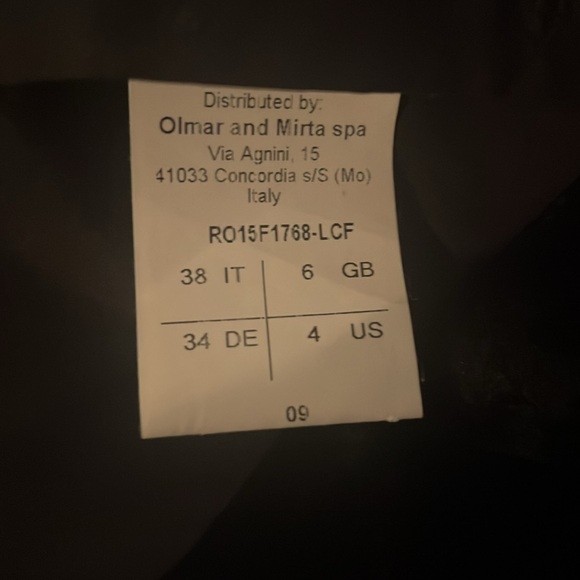 Distributed by:
Olmar and Mirta spa
Via Agnini, 15
41033 Concordia s/S (Mo)
Italy
RO15F1768-LCF
38 IT 6 GB
34 DE 4 US
09